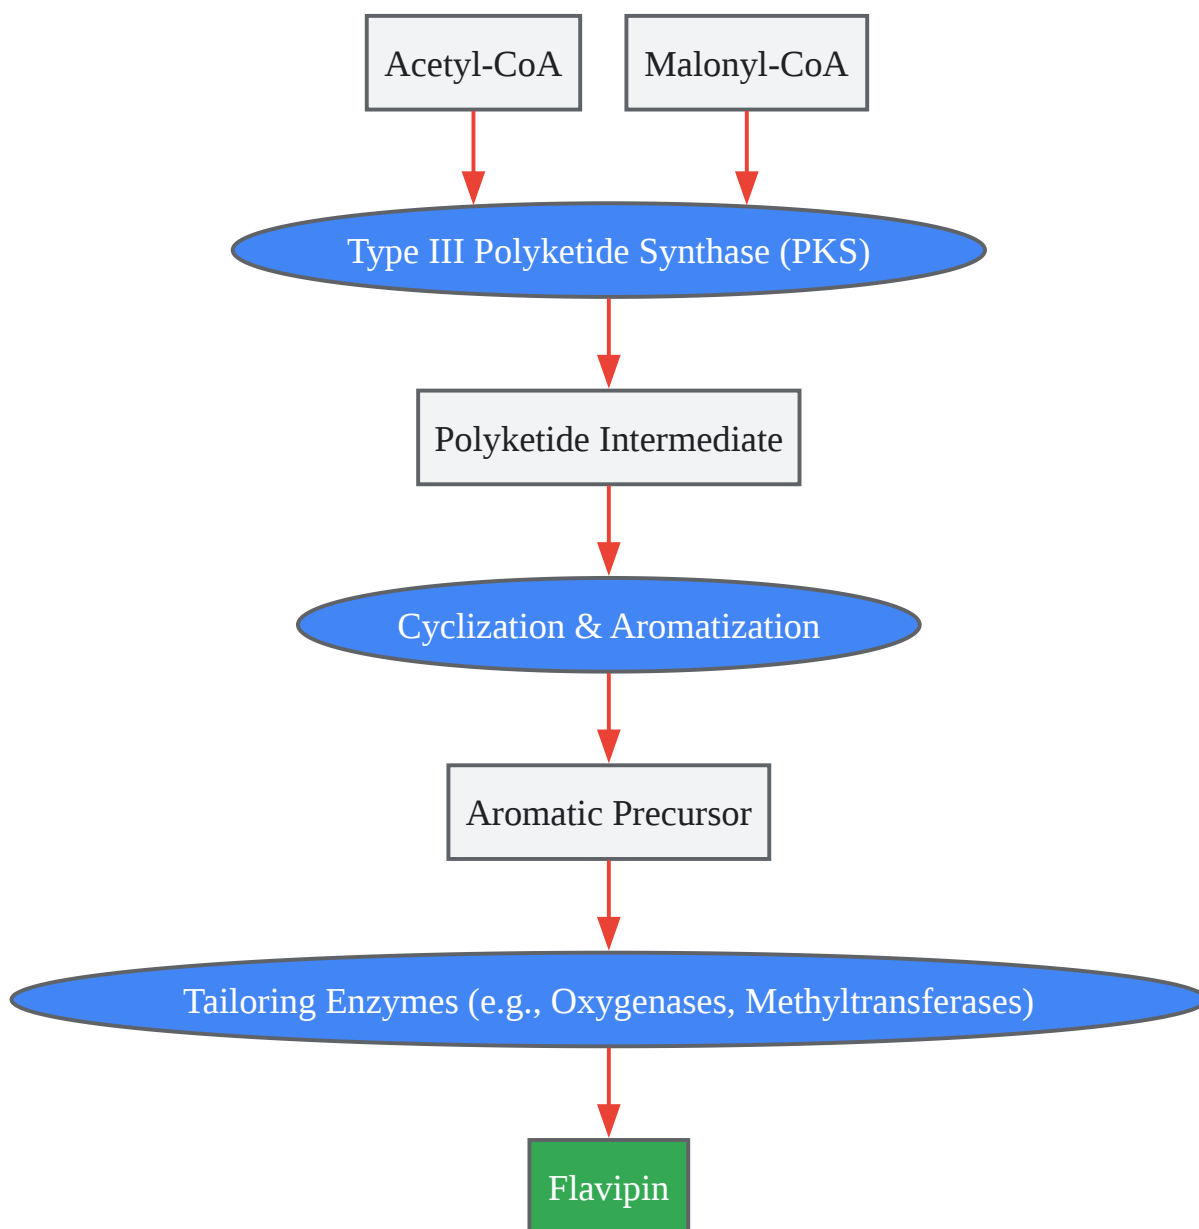 Acetyl-CoA
Malonyl-CoA
Type III Polyketide Synthase (PKS)
Polyketide Intermediate
Cyclization & Aromatization
Aromatic Precursor
Tailoring Enzymes (e.g., Oxygenases, Methyltransferases)
Flavipin